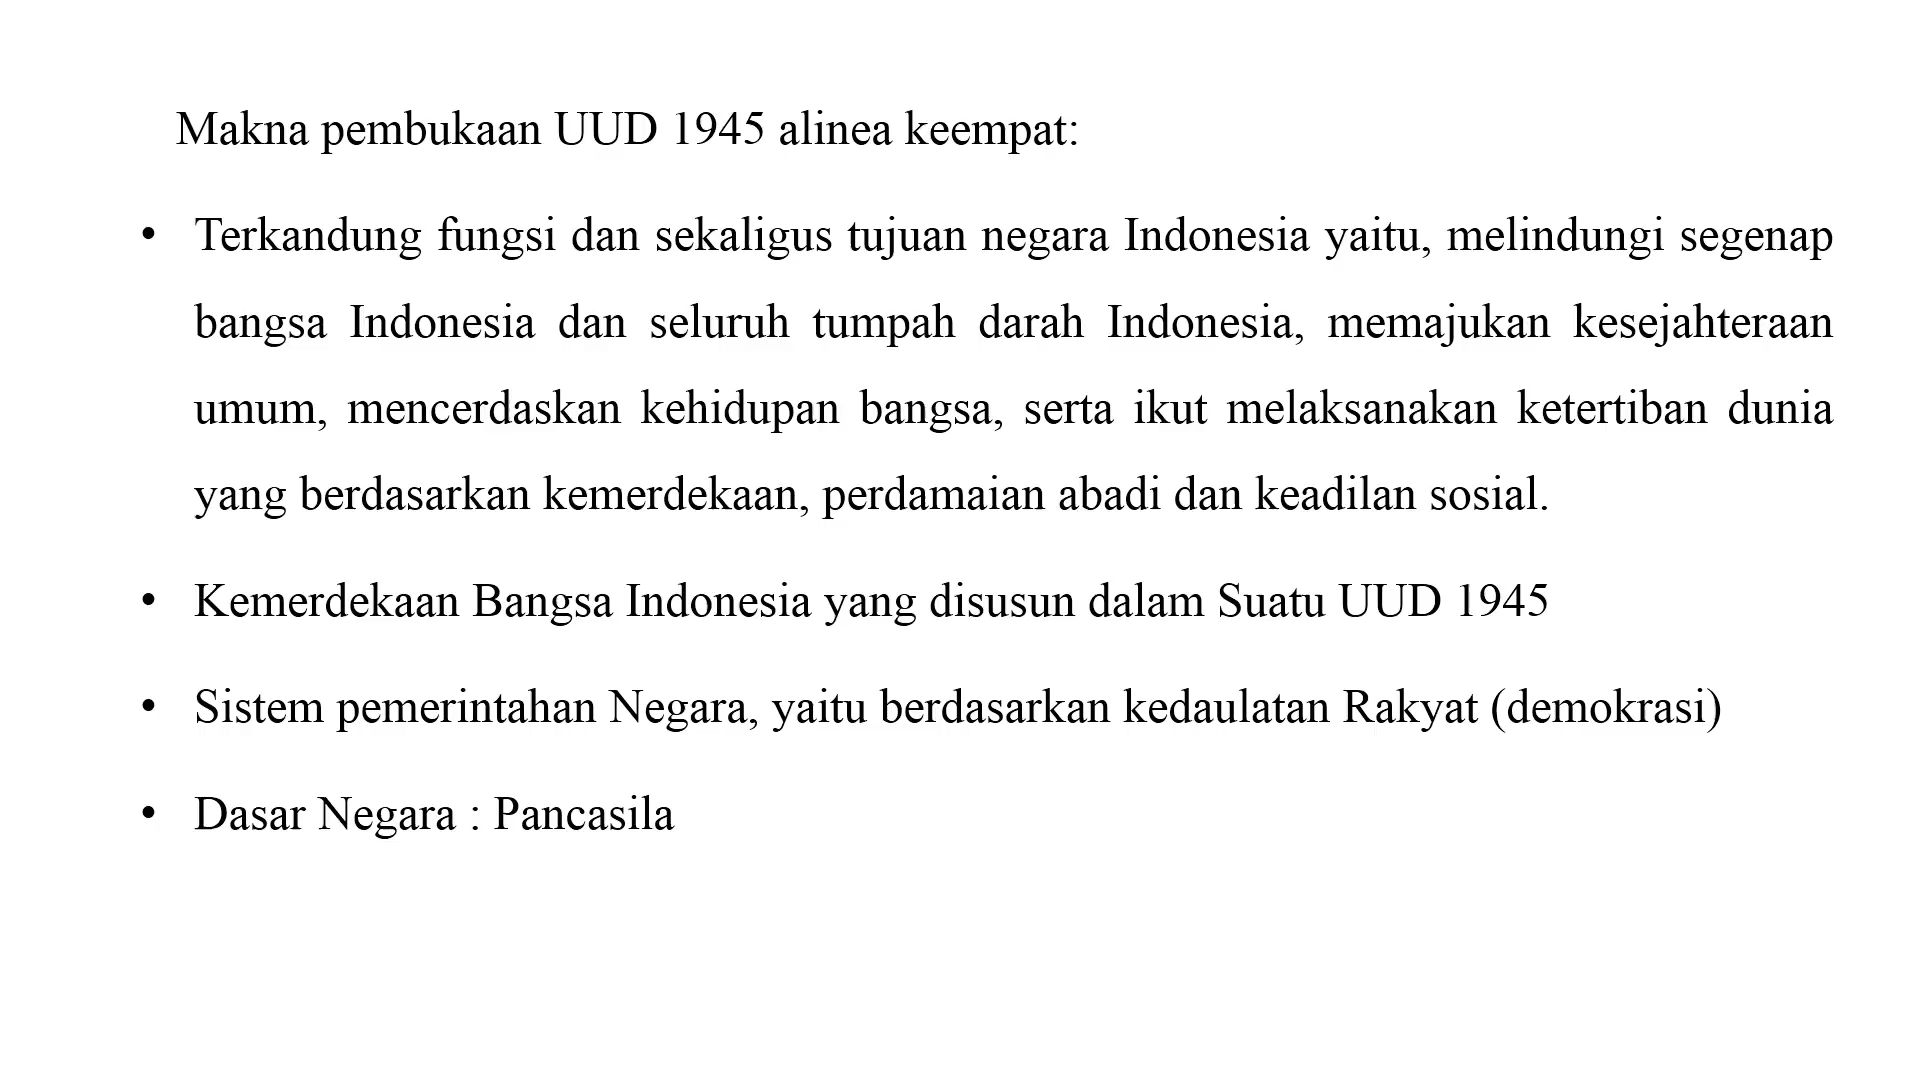 Makna pembukaan UUD 1945 alinea keempat:
• Terkandung fungsi dan sekaligus tujuan negara Indonesia yaitu, melindungi segenap
bangsa Indonesia dan seluruh tumpah darah Indonesia, memajukan kesejahteraan
umum, mencerdaskan kehidupan bangsa, serta ikut melaksanakan ketertiban dunia
yang berdasarkan kemerdekaan, perdamaian abadi dan keadilan sosial.
• Kemerdekaan Bangsa Indonesia yang disusun dalam Suatu UUD 1945
• Sistem pemerintahan Negara, yaitu berdasarkan kedaulatan Rakyat (demokrasi)
• Dasar Negara : Pancasila